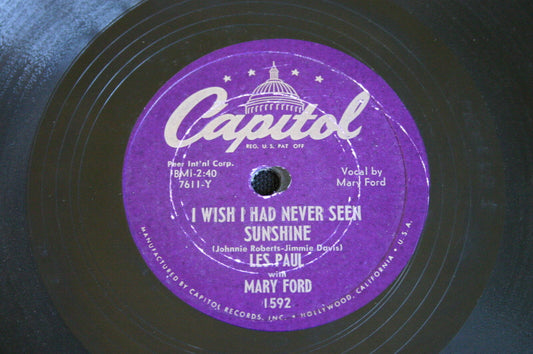 Capitol
REG. U.S. PAT OFF
Peer Int'nl Corp.
BMI-2:40
7611-Y
Vocal by
Mary Ford
I WISH I HAD NEVER SEEN
SUNSHINE
(Johnnie Roberts-Jimmie Davis)
LES PAUL
with
MARY FORD
1592
MANUFACTURED BY CAPITOL RECORDS, INC. • HOLLYWOOD, CALIFORNIA • U.S.A.